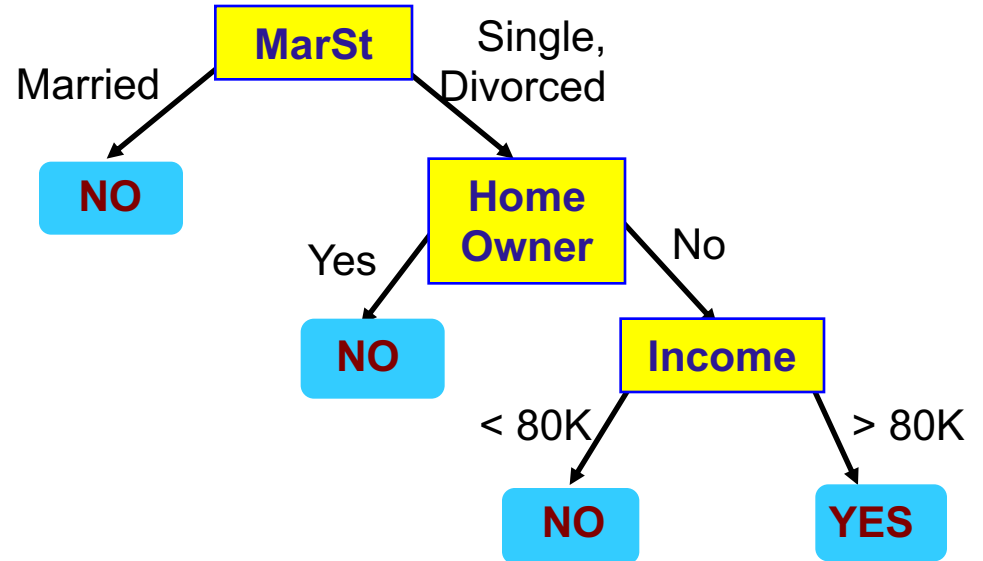 MarSt
Single,
Divorced
Married
NO
Home
Owner
Yes
No
NO
Income
< 80K
> 80K
NO
YES